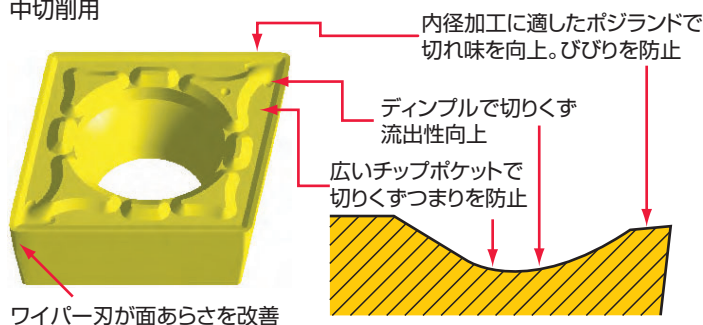 中切削用
内径加工に適したポジランドで
切れ味を向上。びびりを防止
ディンプルで切りくず
流出性向上
広いチップポケットで
切りくずつまりを防止
ワイパー刃が面あらさを改善